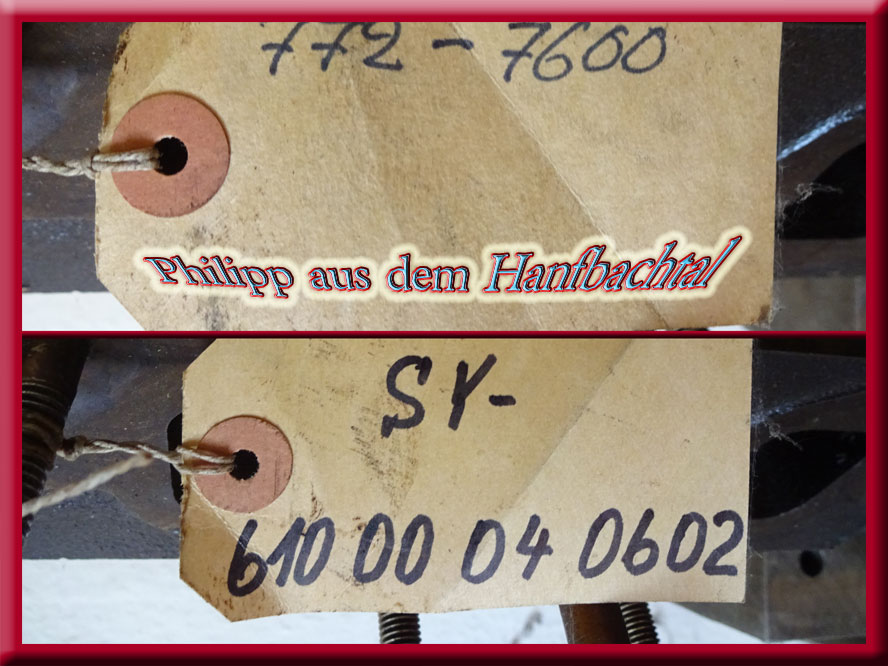 772-7600
Philipp aus dem Hanfbachtal
SY-
610 00 04 0602